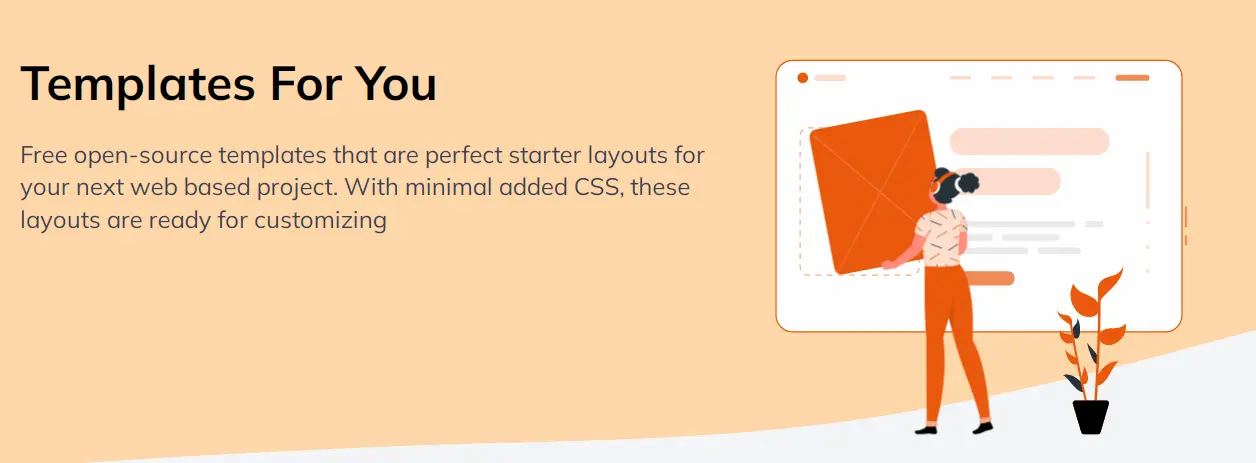 Templates For You
Free open-source templates that are perfect starter layouts for
your next web based project. With minimal added CSS, these
layouts are ready for customizing